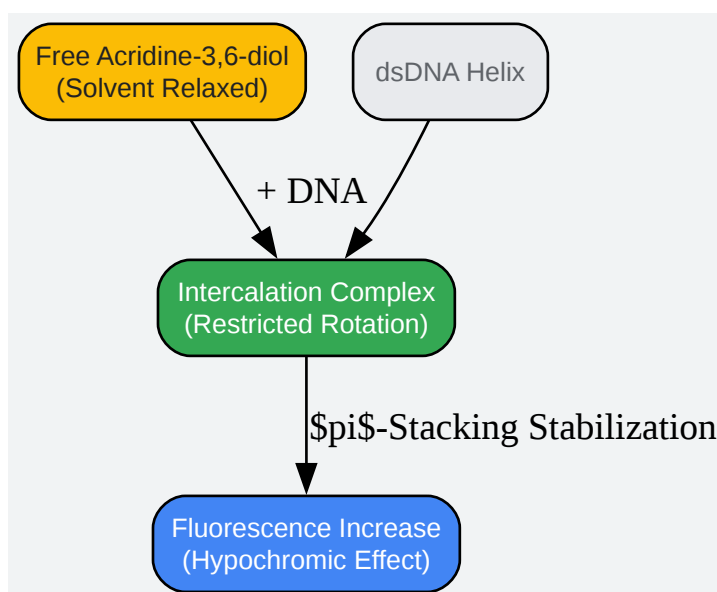 Free Acridine-3,6-diol
(Solvent Relaxed)
dsDNA Helix
+ DNA
Intercalation Complex
(Restricted Rotation)
$pi$-Stacking Stabilization
Fluorescence Increase
(Hypochromic Effect)